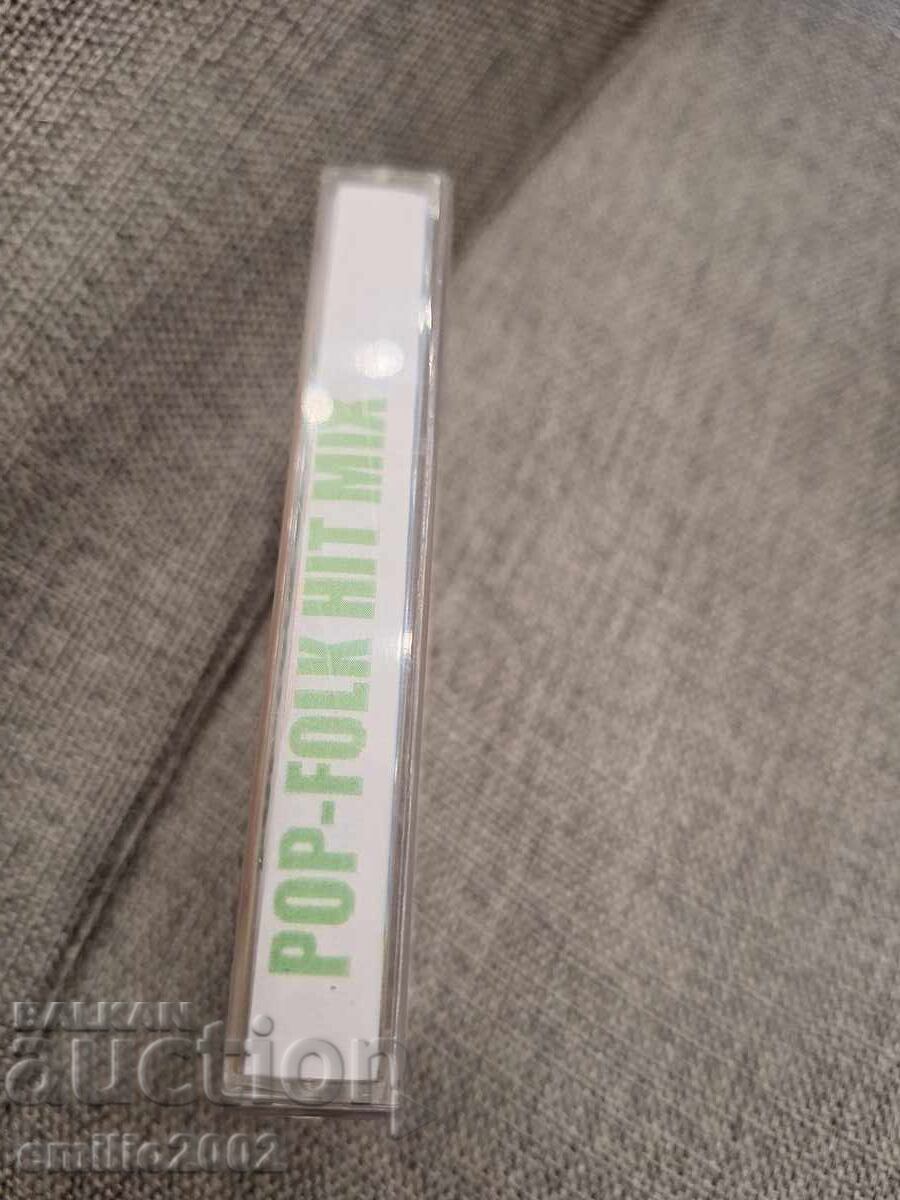 POP-FOLK HIT MIX
BALKAN
auction
emilio2002